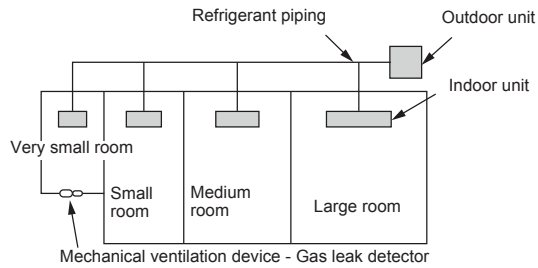 Refrigerant piping
Outdoor unit
Indoor unit
Very small room
Small
room
Medium
room
Large room
Mechanical ventilation device - Gas leak detector